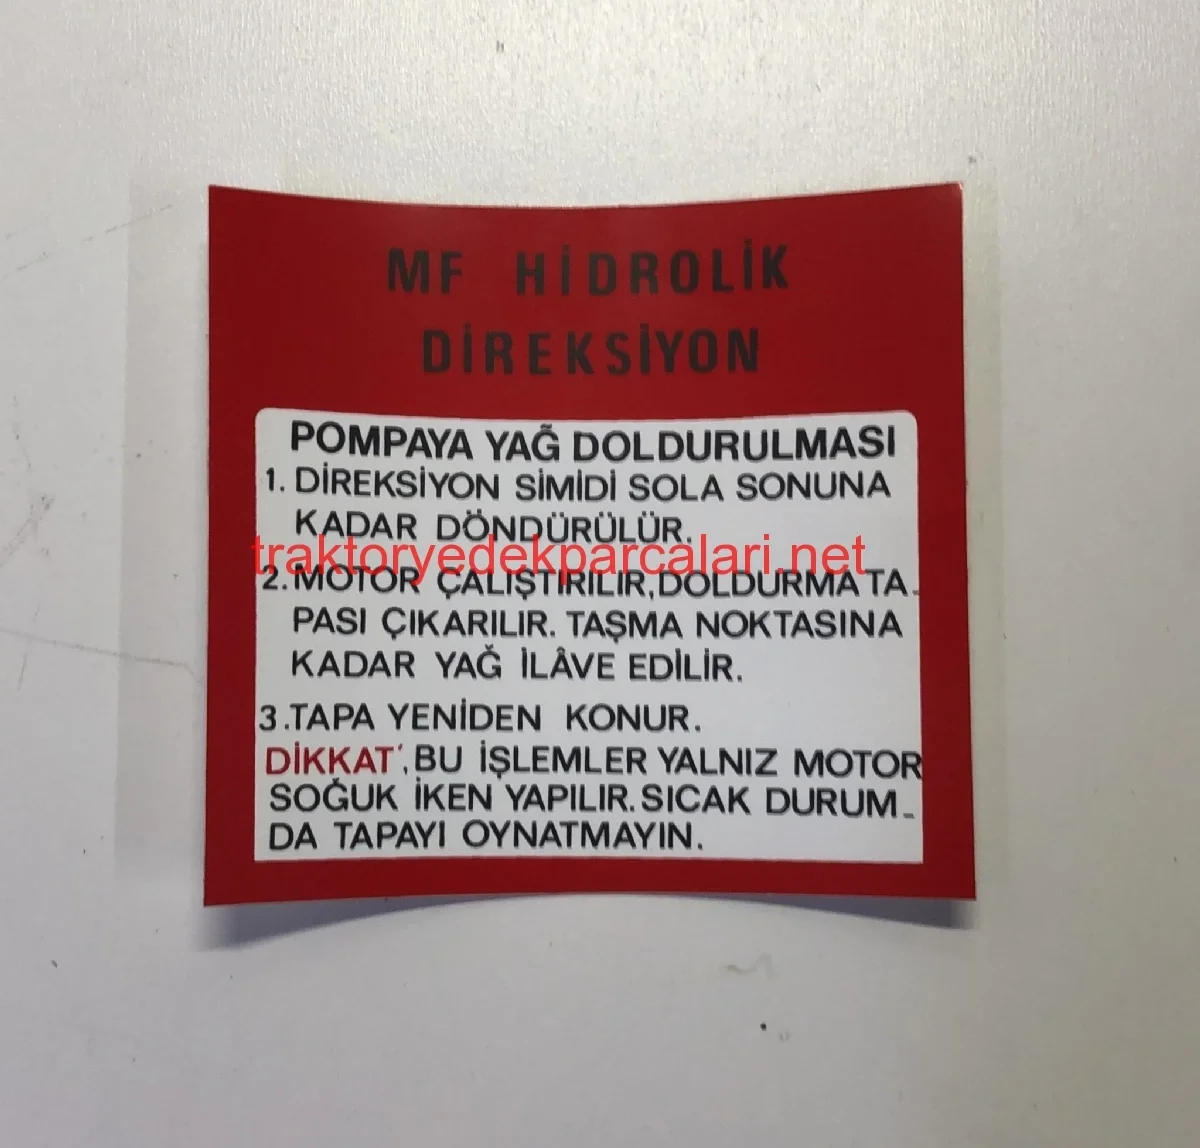 MF HİDROLİK
DİREKSİYON
POMPAYA YAĞ DOLDURULMASI
1. DİREKSİYON SİMİDİ SOLA SONUNA
KADAR DÖNDÜRÜLÜR.
traktoryedekparcalari.net
2. MOTOR ÇALIŞTIRILIR, DOLDURMA TA-
PASI ÇIKARILIR. TAŞMA NOKTASINA
KADAR YAĞ İLÂVE EDİLİR.
3. TAPA YENİDEN KONUR.
DİKKAT', BU İŞLEMLER YALNIZ MOTOR
SOĞUK İKEN YAPILIR. SICAK DURUM-
DA TAPAYI OYNATMAYIN.